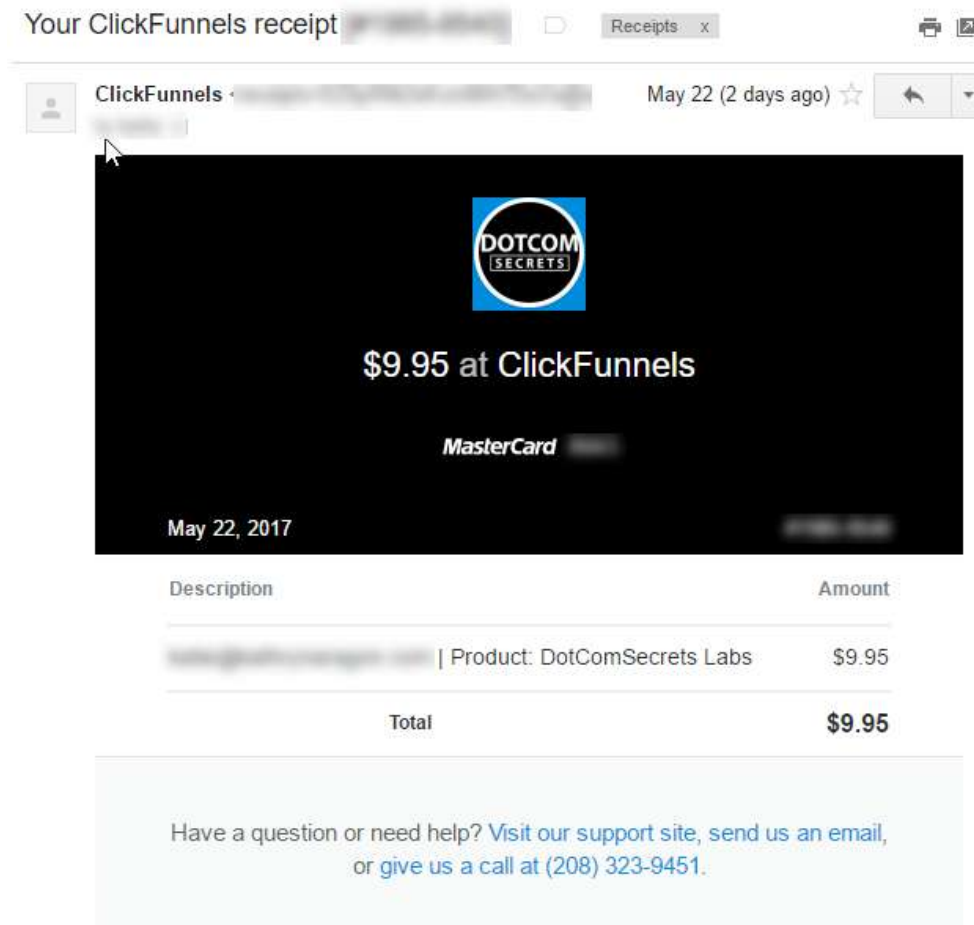 Your ClickFunnels receipt
Receipts x
ClickFunnels
May 22 (2 days ago)
DOTCOM
SECRETS
$9.95 at ClickFunnels
MasterCard
May 22, 2017
Description Amount
| Product: DotComSecrets Labs $9.95
Total $9.95
Have a question or need help? Visit our support site, send us an email,
or give us a call at (208) 323-9451.